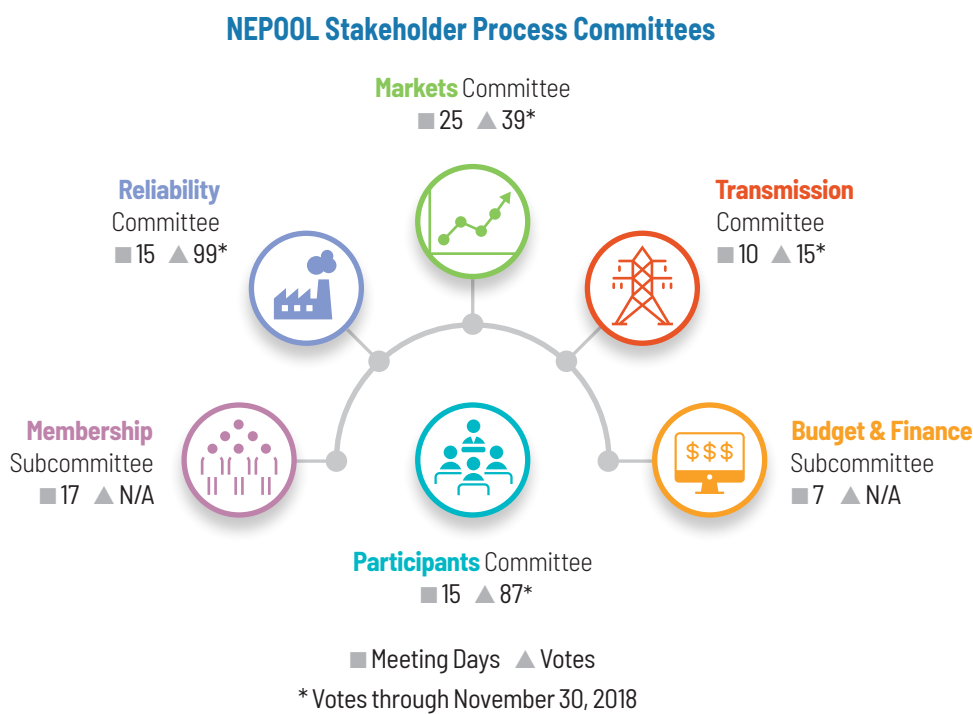 NEPOOL Stakeholder Process Committees
Markets Committee
■ 25 ▲ 39*
Reliability
Committee
■ 15 ▲ 99*
Transmission
Committee
■ 10 ▲ 15*
Membership
Subcommittee
■ 17 ▲ N/A
$$$
Budget & Finance
Subcommittee
■ 7 ▲ N/A
Participants Committee
■ 15 ▲ 87*
■ Meeting Days ▲ Votes
* Votes through November 30, 2018